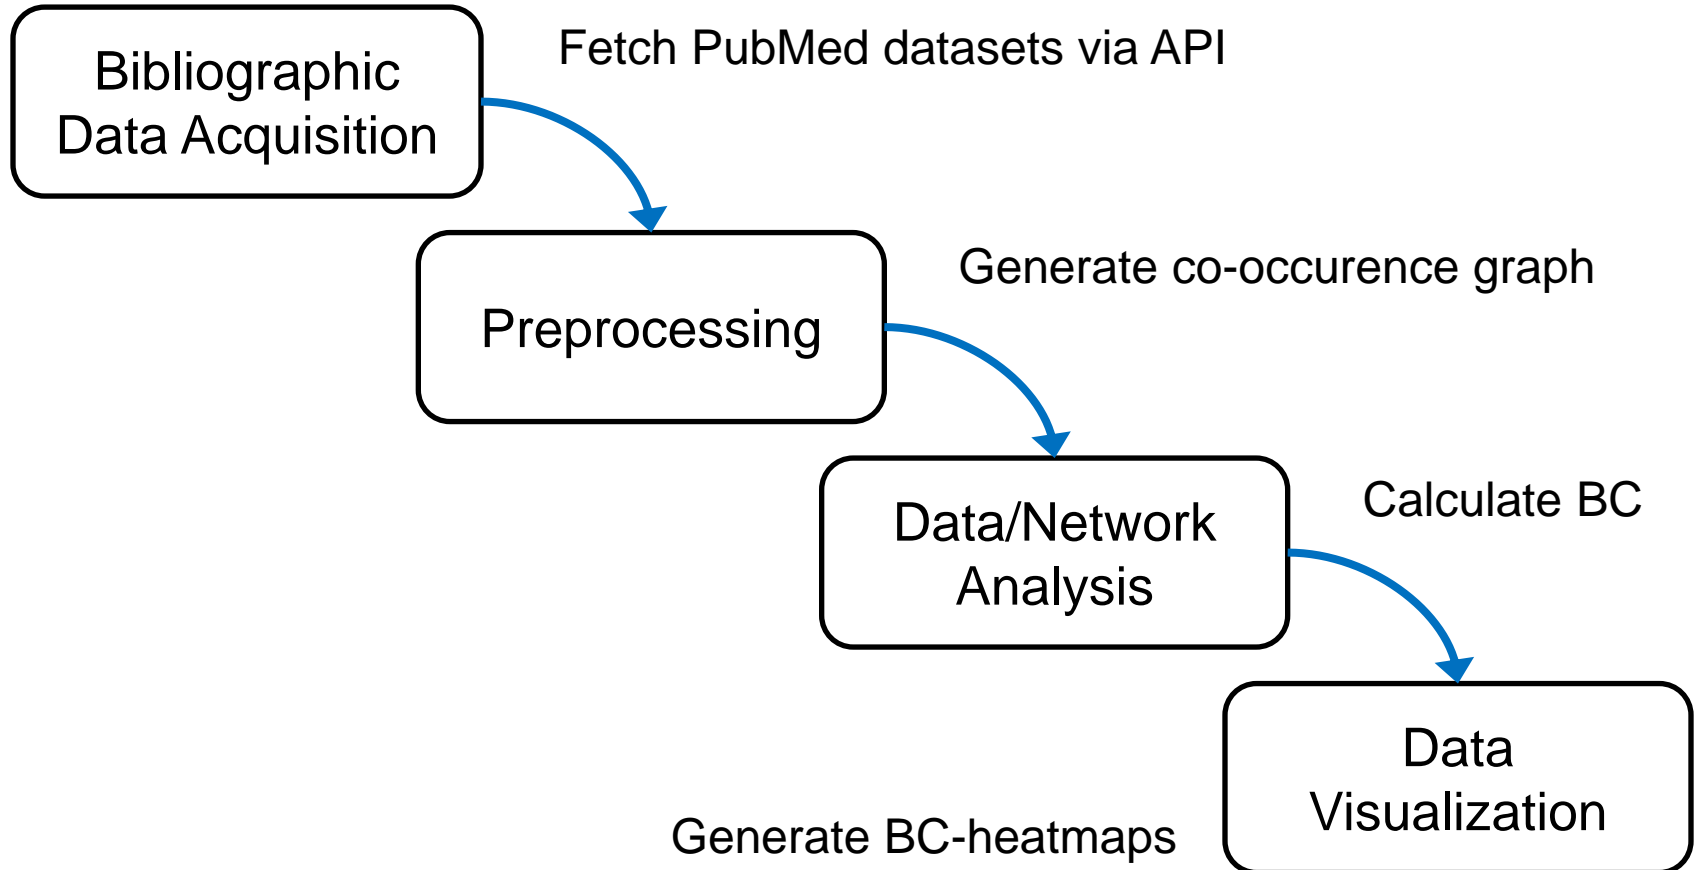 Bibliographic
Data Acquisition
Fetch PubMed datasets via API
Preprocessing
Generate co-occurence graph
Data/Network
Analysis
Calculate BC
Data
Visualization
Generate BC-heatmaps